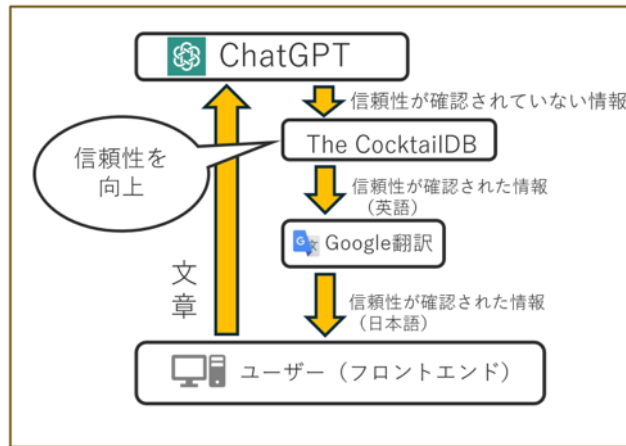 ChatGPT
信頼性が確認されていない情報
The CocktailDB
信頼性を
向上
信頼性が確認された情報
(英語)
G 文 Google翻訳
文章
信頼性が確認された情報
(日本語)
ユーザー（フロントエンド）